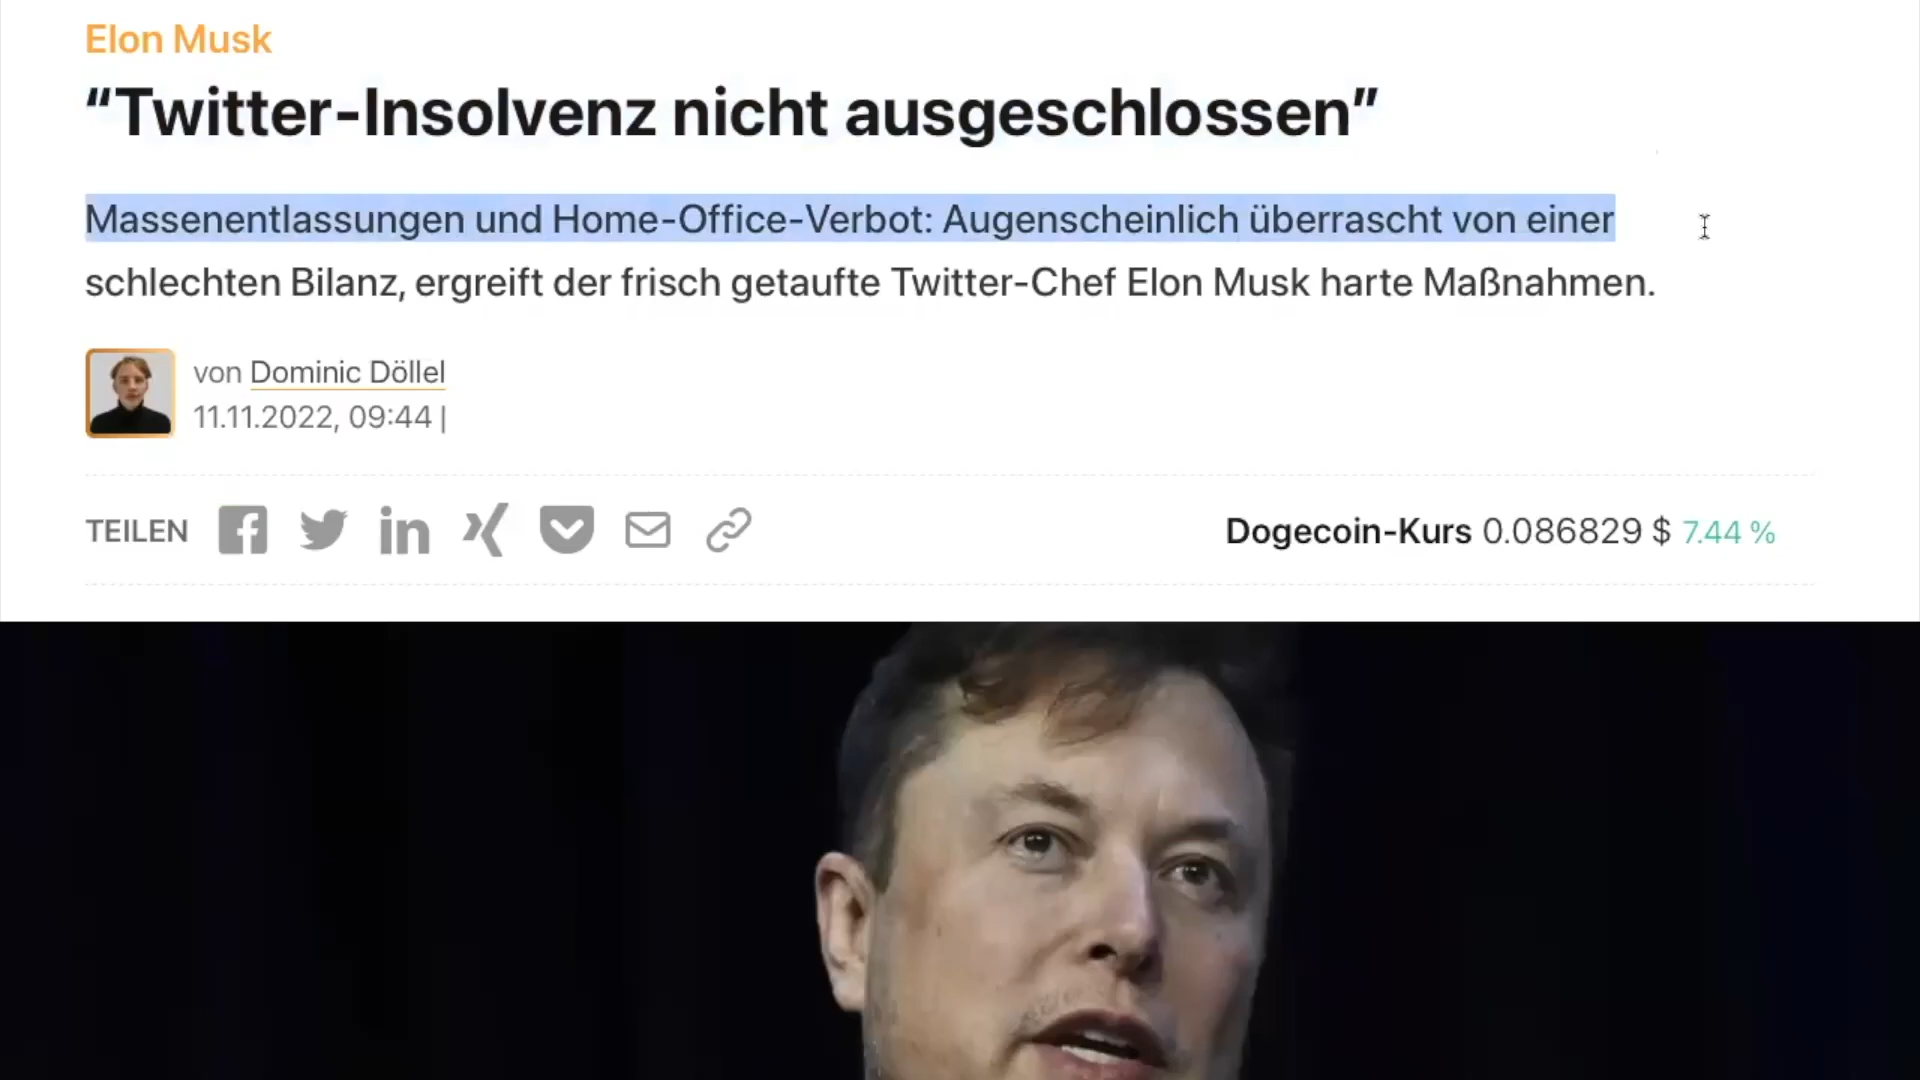 Elon Musk
“Twitter-Insolvenz nicht ausgeschlossen”
Massenentlassungen und Home-Office-Verbot: Augenscheinlich überrascht von einer
schlechten Bilanz, ergreift der frisch getaufte Twitter-Chef Elon Musk harte Maßnahmen.
von Dominic Döllel
11.11.2022, 09:44 |
TEILEN
Dogecoin-Kurs 0.086829 $ 7.44 %